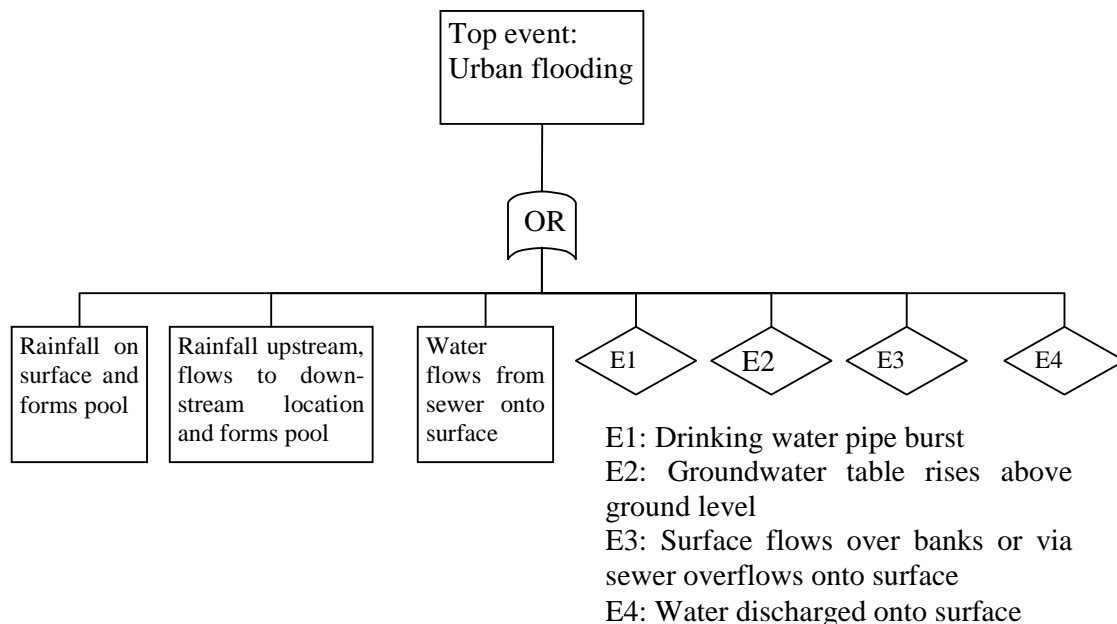 Top event:
Urban flooding
OR
Rainfall on
surface and
forms pool
Rainfall upstream,
flows to down-
stream location
and forms pool
Water
flows from
sewer onto
surface
E1
E2
E3
E4
E1: Drinking water pipe burst
E2: Groundwater table rises above
ground level
E3: Surface flows over banks or via
sewer overflows onto surface
E4: Water discharged onto surface